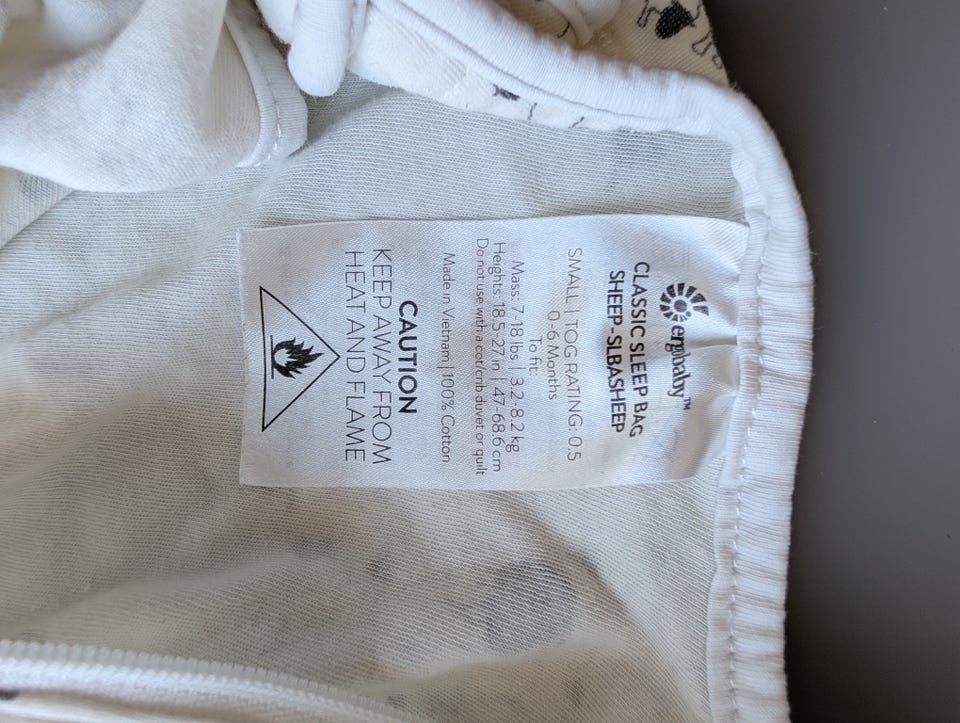 ergobaby™
CLASSIC SLEEP BAG
SHEEP-SLBASHEEP
SMALL | TOG RATING: 0.5
0-6 Months
To fit:
Mass: 7-18 lbs | 3.2-8.2 kg
Heights: 18.5-27 in | 47-68.6 cm
Do not use with a cot/crib duvet or quilt
Made in Vietnam | 100% Cotton
CAUTION
KEEP AWAY FROM
HEAT AND FLAME